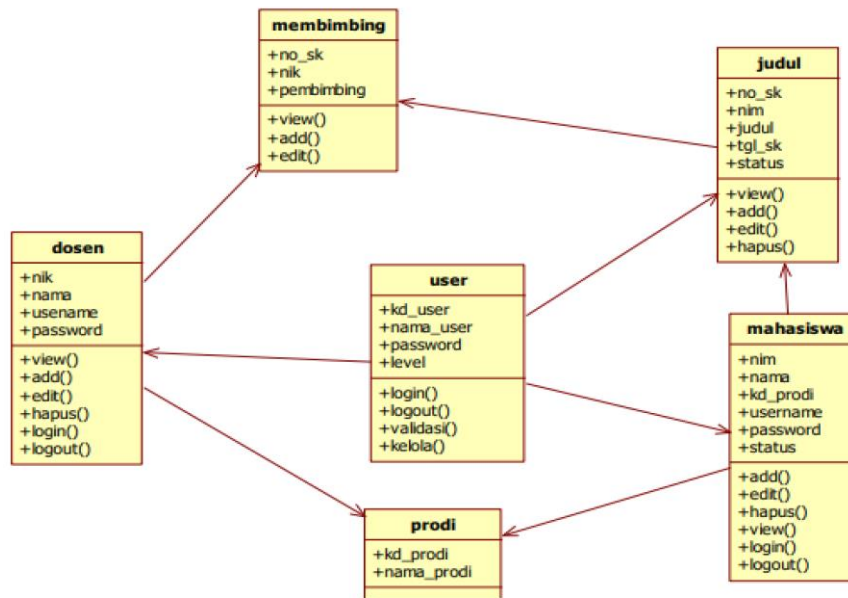 membimbing
+no_sk
+nik
+pembimbing
+view()
+add()
+edit()
judul
+no_sk
+nim
+judul
+tgl_sk
+status
+view()
+add()
+edit()
+hapus()
dosen
+nik
+nama
+usename
+password
+view()
+add()
+edit()
+hapus()
+login()
+logout()
user
+kd_user
+nama_user
+password
+level
+login()
+logout()
+validasi()
+kelola()
mahasiswa
+nim
+nama
+kd_prodi
+username
+password
+status
+add()
+edit()
+hapus()
+view()
+login()
+logout()
prodi
+kd_prodi
+nama_prodi